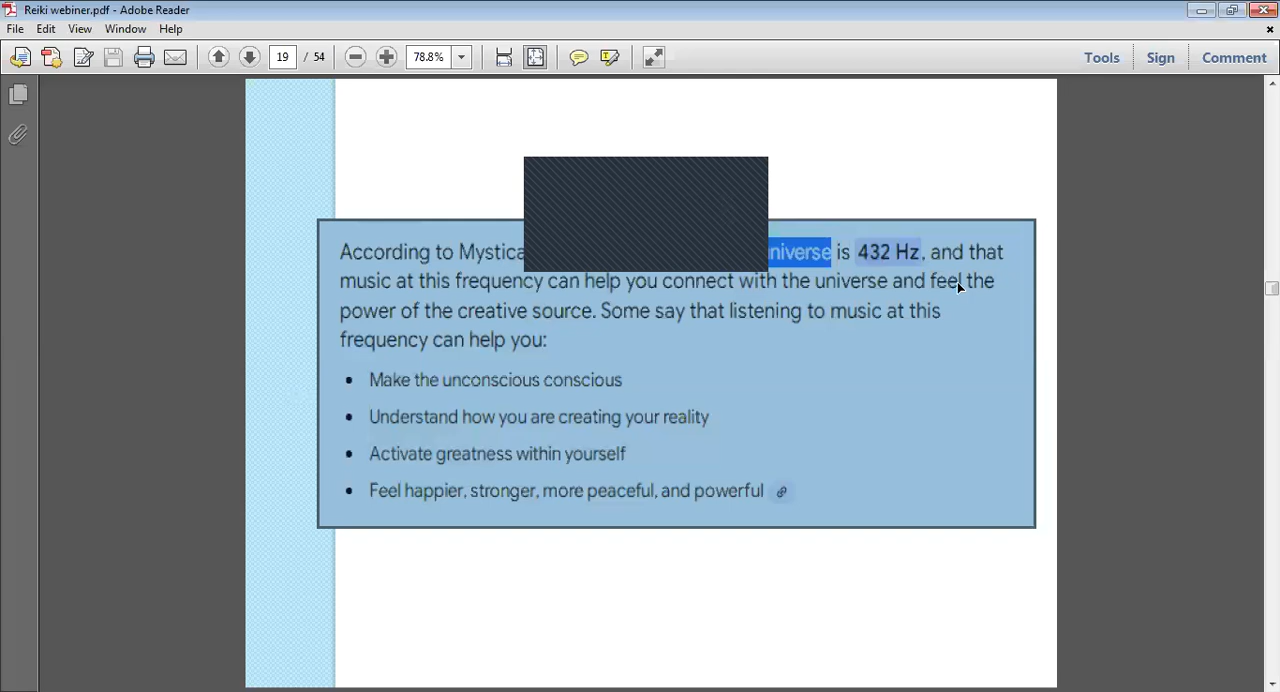 Reiki webiner.pdf - Adobe Reader
File Edit View Window Help
19 / 54 78.8% Tools Sign Comment
According to is 432 Hz, and that
music at this frequency can help you connect with the universe and feel the
power of the creative source. Some say that listening to music at this
frequency can help you:
• Make the unconscious conscious
• Understand how you are creating your reality
• Activate greatness within yourself
• Feel happier, stronger, more peaceful, and powerful